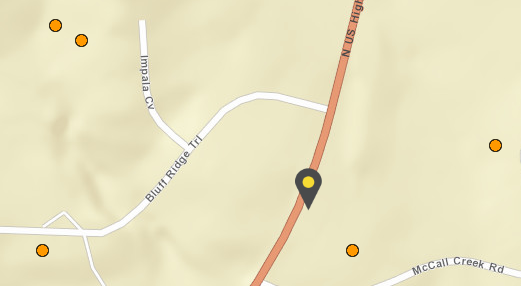 N US High
Impala Cv
Bluff Ridge Trl
McCall Creek Rd